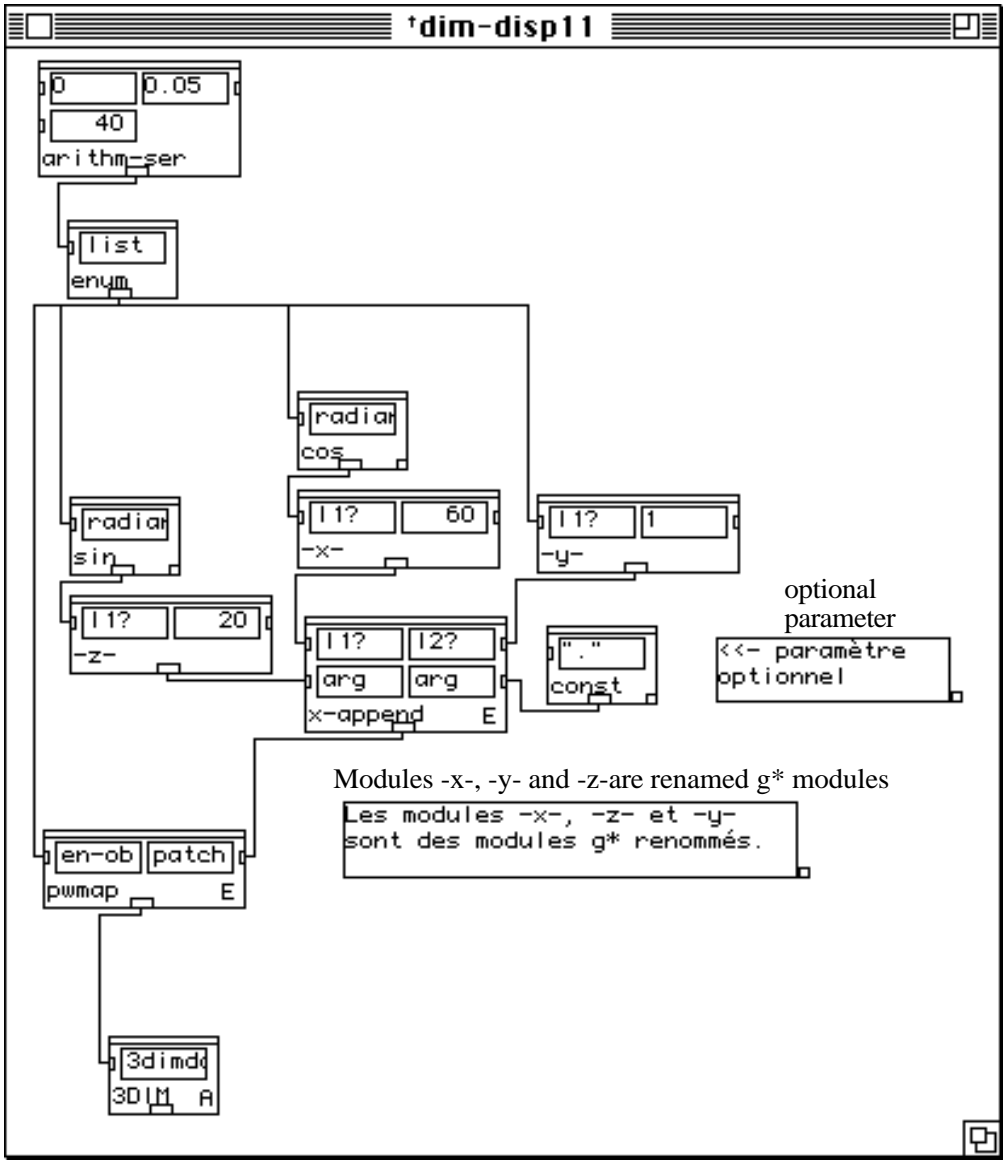 †dim-disp11
0 0.05
40
arithm-ser
list
enum
radian
cos
radian
sin
l1? 60
-x-
l1? 1
-y-
l1? 20
-z-
l1? l2?
arg arg
x-append E
"."
const
optional
parameter
<<- paramètre
optionnel
Modules -x-, -y- and -z-are renamed g* modules
Les modules -x-, -z- et -y-
sont des modules g* renommés.
en-ob patch
pwmap E
3dimd
3DIM A